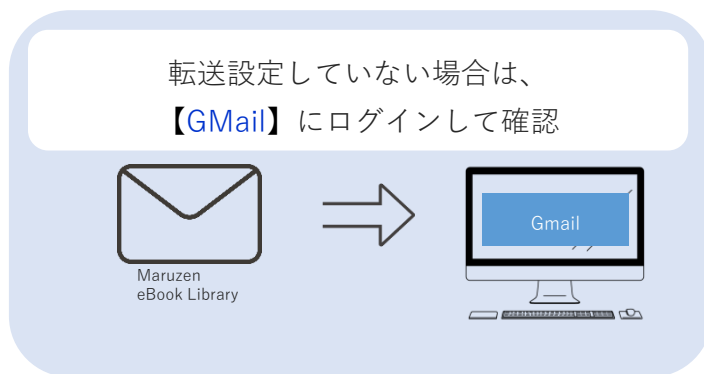 転送設定していない場合は、
【GMail】にログインして確認
Gmail
Maruzen
eBook Library